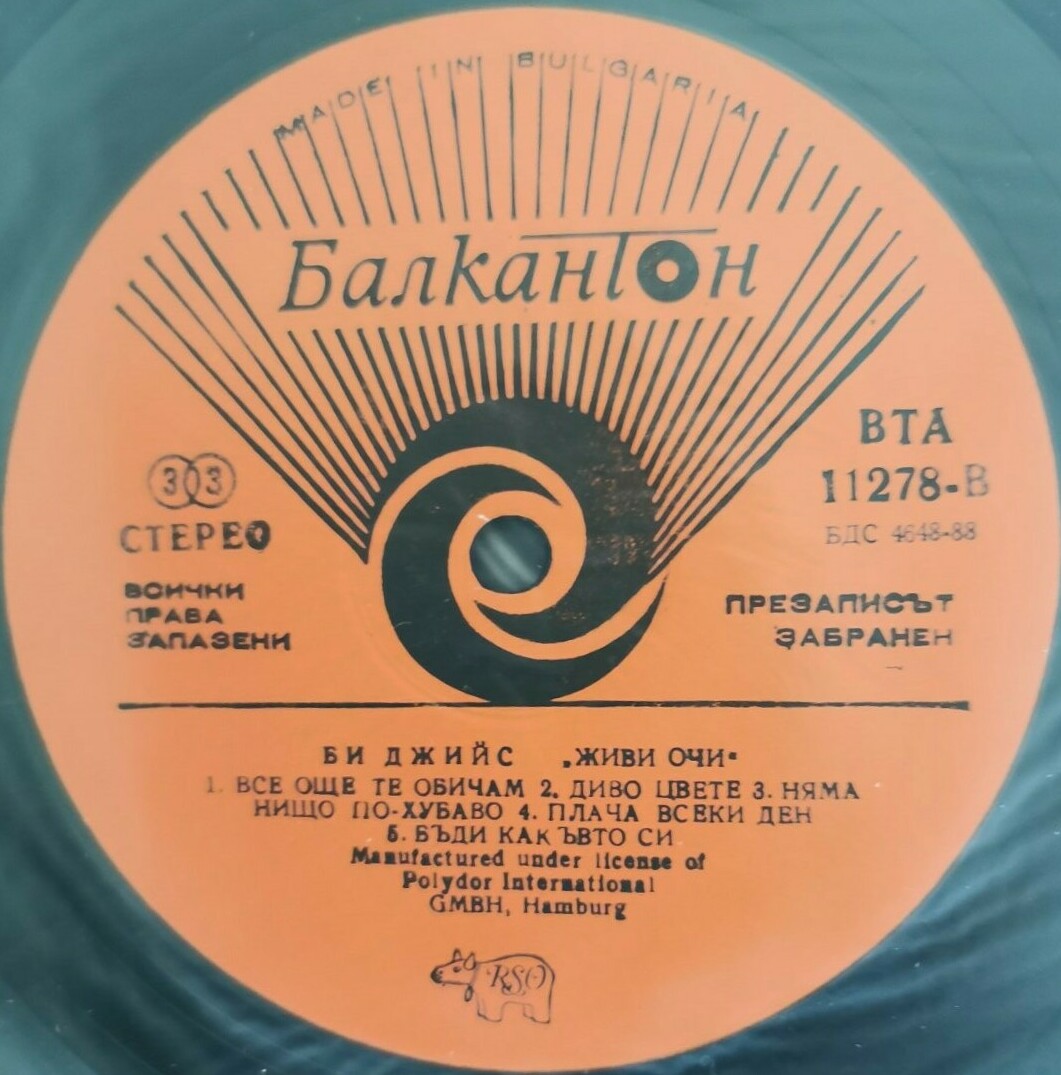 MADE IN BULGARIA
Балкантон
33
СТЕРЕО
ВСИЧКИ
ПРАВА
ЗАПАЗЕНИ
ВТА
11278-В
БДС 4648-88
ПРЕЗАПИСЪТ
ЗАБРАНЕН
БИ ДЖИЙС „ЖИВИ ОЧИ“
1. ВСЕ ОЩЕ ТЕ ОБИЧАМ 2. ДИВО ЦВЕТЕ 3. НЯМА
НИЩО ПО-ХУБАВО 4. ПЛАЧА ВСЕКИ ДЕН
5. БЪДИ КАКЪВТО СИ
Manufactured under license of
Polydor International
GMBH, Hamburg
RSO